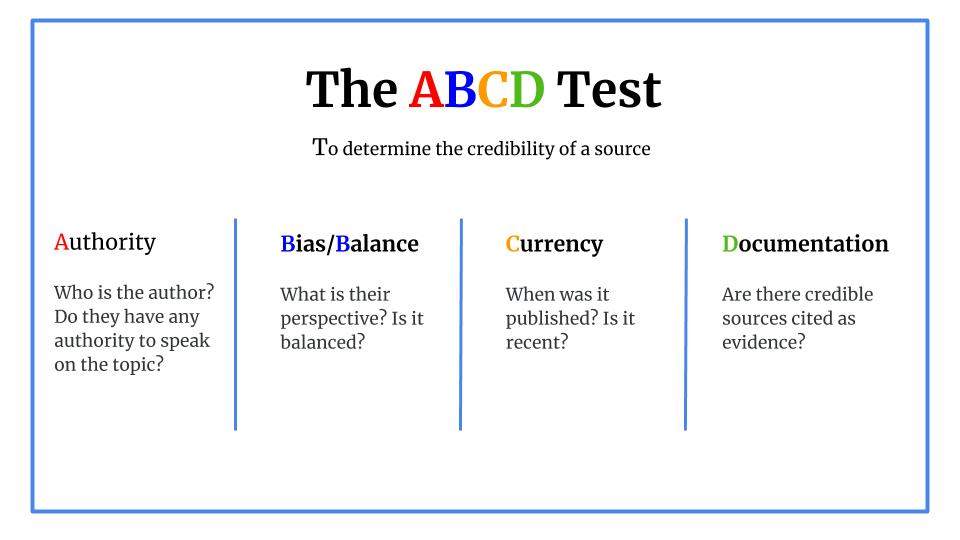 The ABCD Test
To determine the credibility of a source
Authority
Who is the author?
Do they have any
authority to speak
on the topic?
Bias/Balance
What is their
perspective? Is it
balanced?
Currency
When was it
published? Is it
recent?
Documentation
Are there credible
sources cited as
evidence?